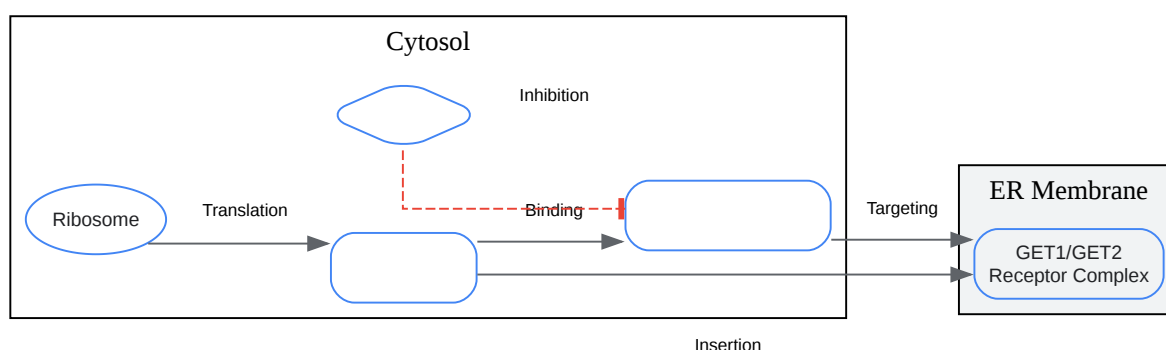 Cytosol
Inhibition
Ribosome
Translation
Binding
Targeting
ER Membrane
GET1/GET2
Receptor Complex
Insertion